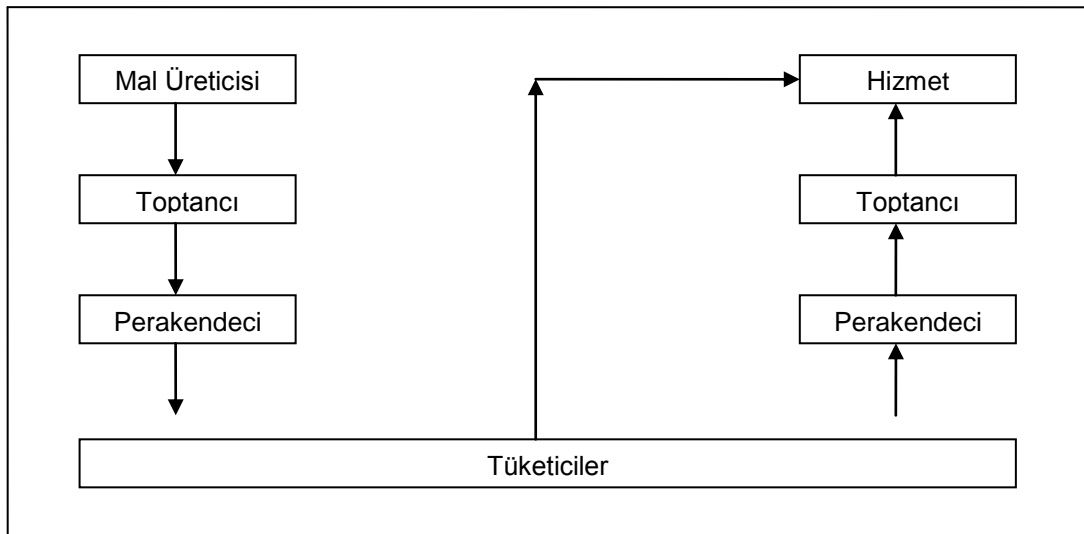 Mal Üreticisi
Hizmet
Toptancı
Toptancı
Perakendeci
Perakendeci
Tüketiciler